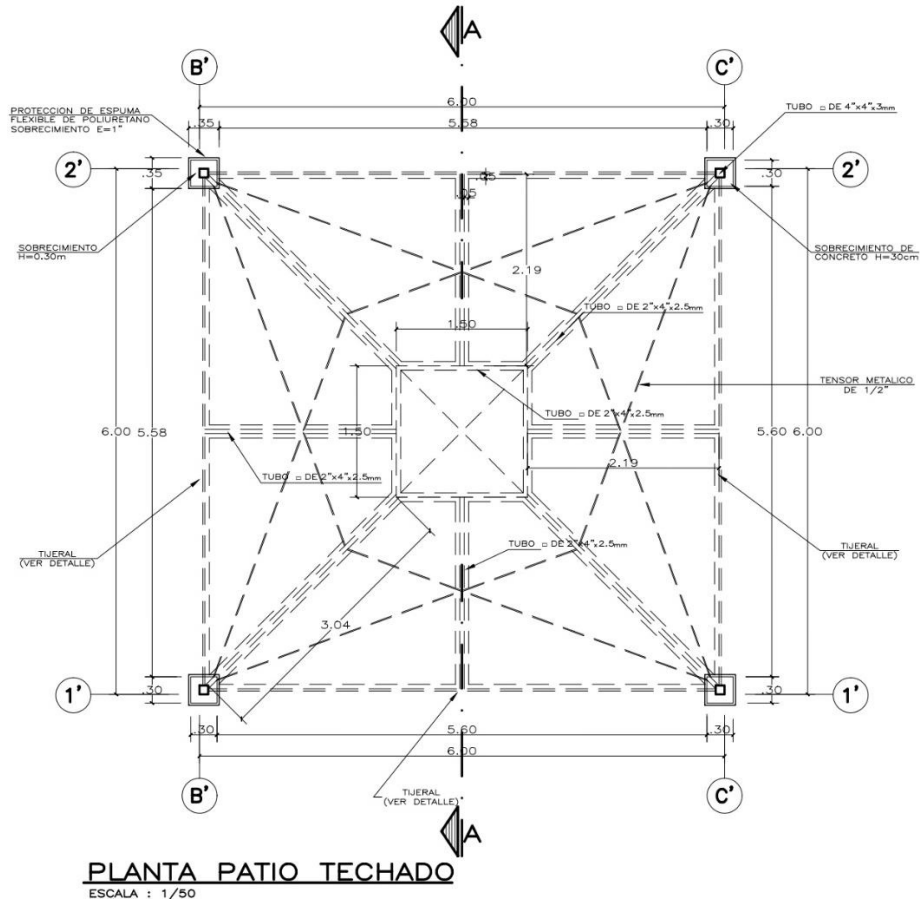 A
B'
C'
PROTECCION DE ESPUMA
FLEXIBLE DE POLIURETANO
SOBRECIMIENTO E=1"
6.00
TUBO □ DE 4"x4"x3mm
.35
5.58
.30
2'
2'
.35
.05
.05
.30
SOBRECIMIENTO
H=0.30m
SOBRECIMIENTO DE
CONCRETO H=30cm
2.19
TUBO □ DE 2"x4"x2.5mm
1.50
TENSOR METALICO
DE 1/2"
TUBO □ DE 2"x4"x2.5mm
6.00
5.58
1.50
5.60
6.00
2.19
TUBO □ DE 2"x4"x2.5mm
TIJERAL
(VER DETALLE)
TUBO □ DE 2"x4"x2.5mm
TIJERAL
(VER DETALLE)
3.04
1'
.30
.30
1'
.30
5.60
.30
6.00
B'
TIJERAL
(VER DETALLE)
C'
A
PLANTA PATIO TECHADO
ESCALA : 1/50